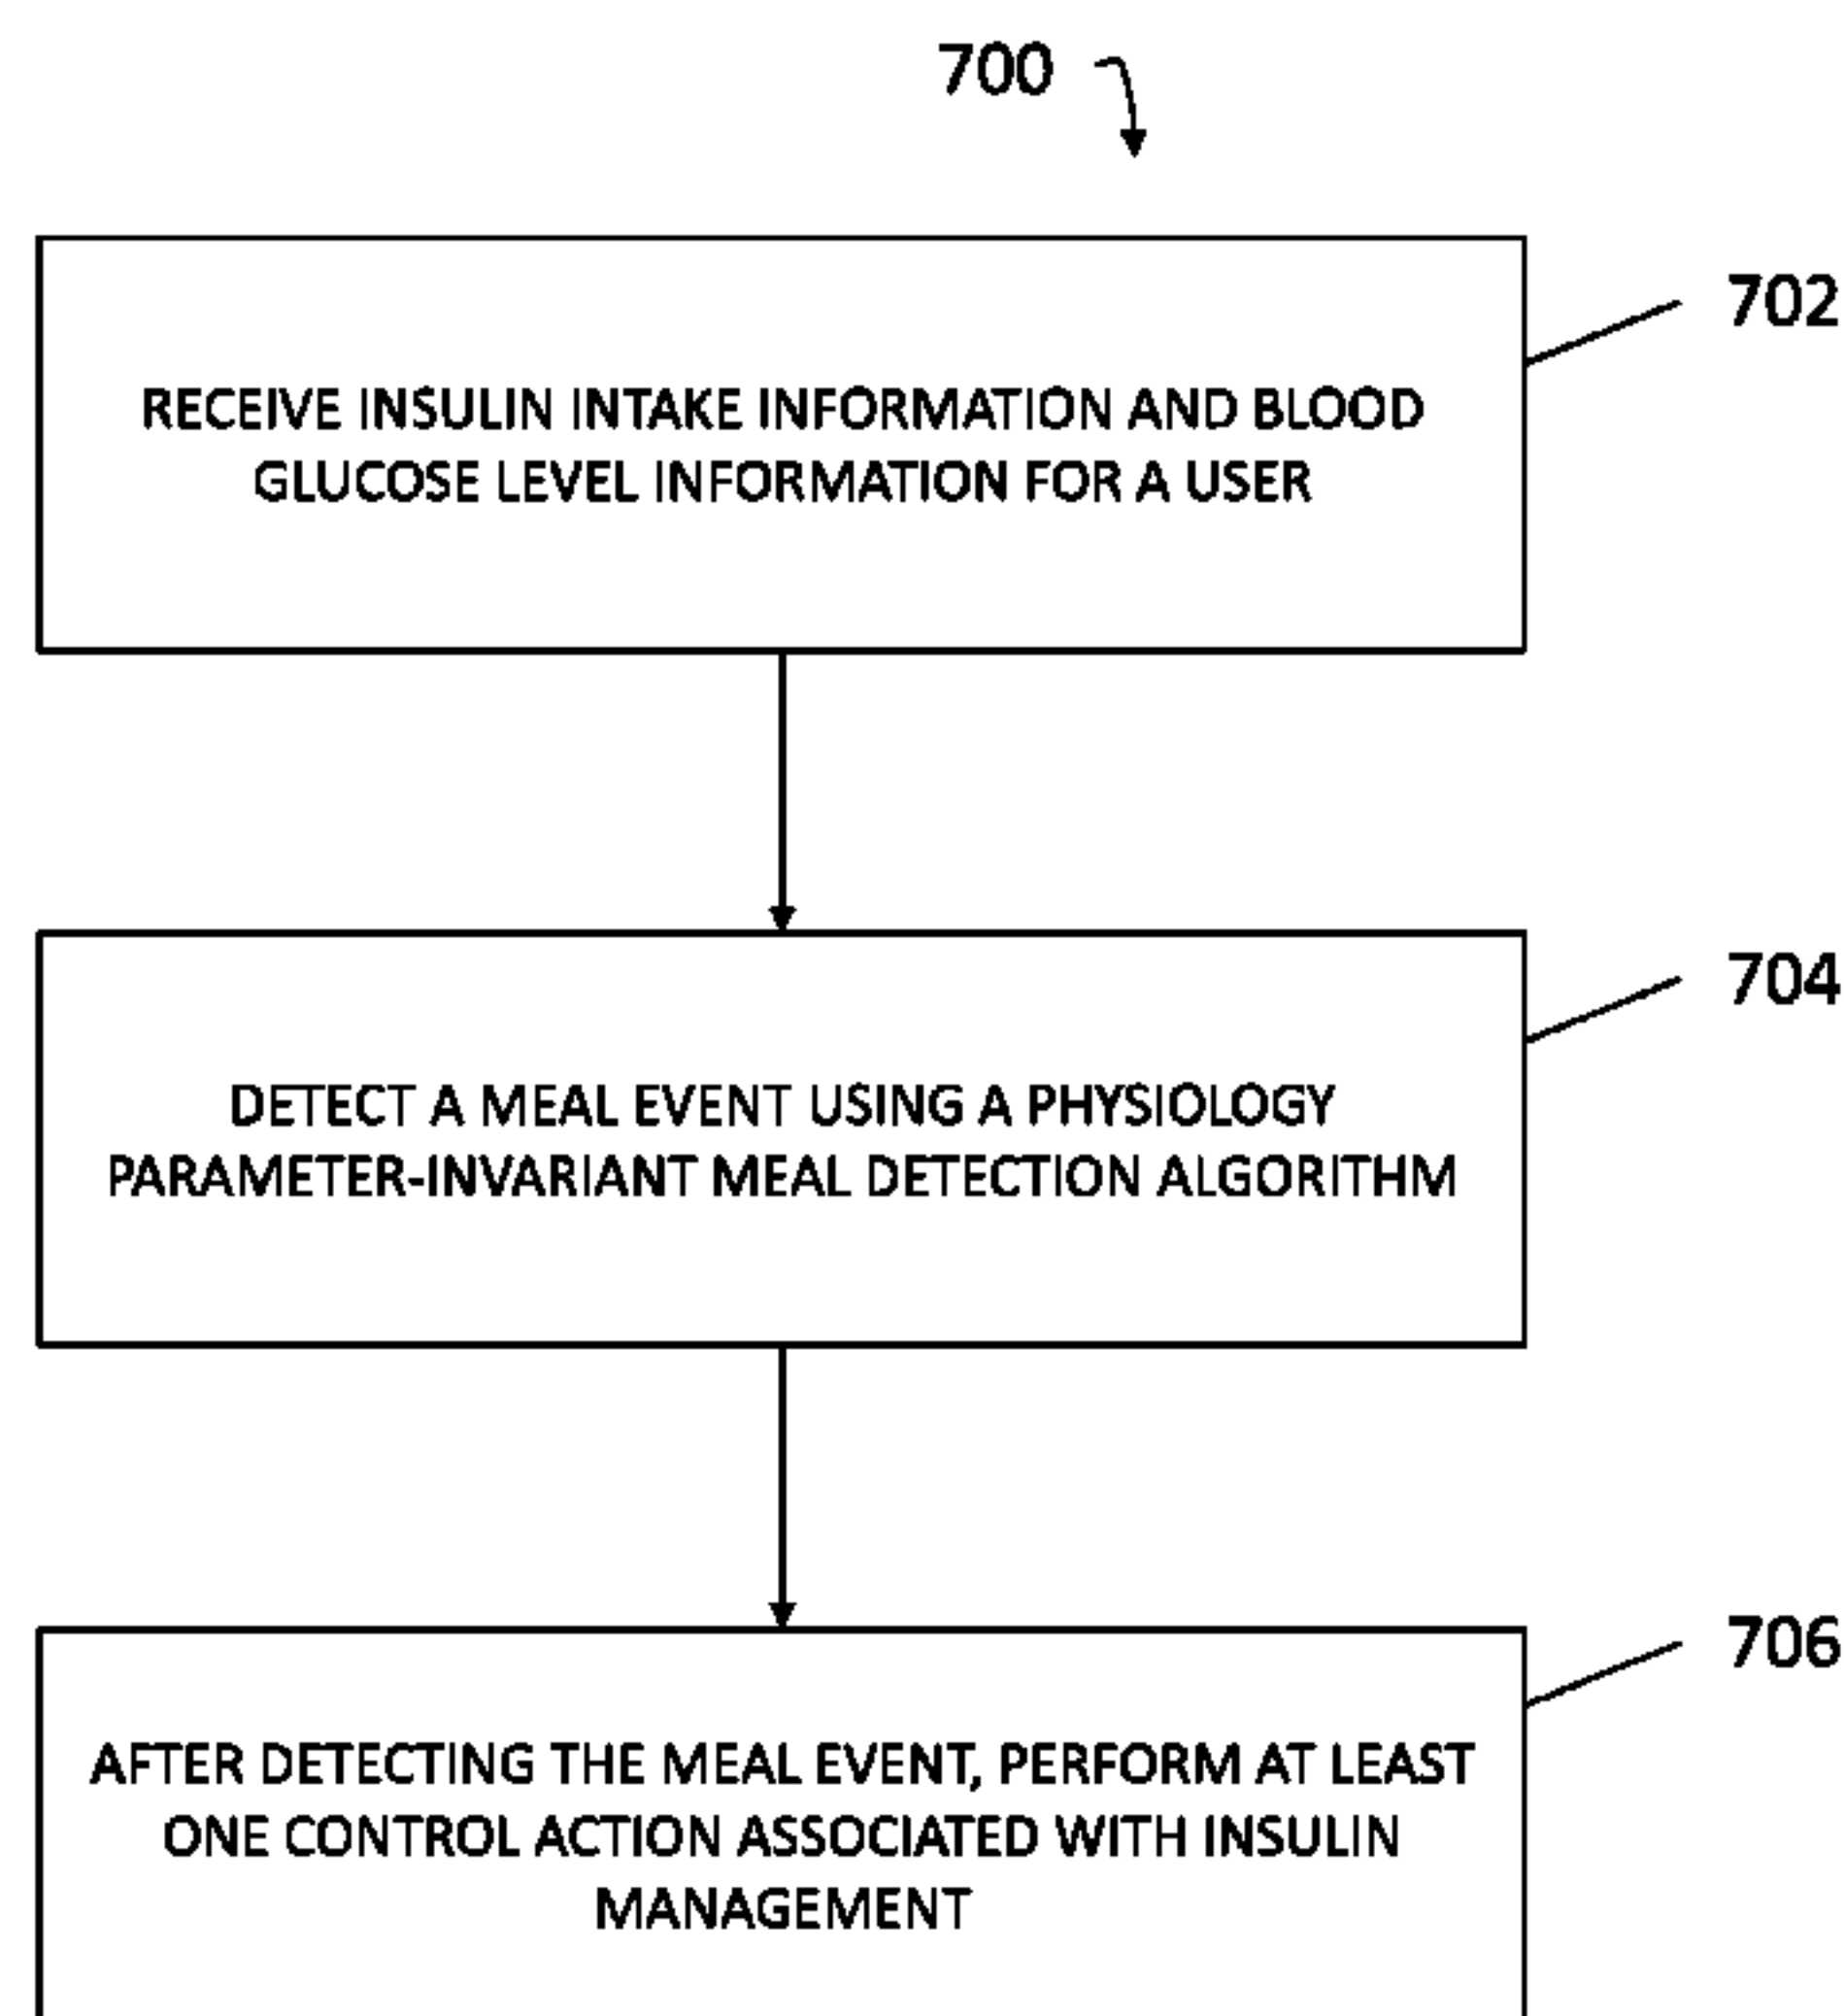 700
702
RECEIVE INSULIN INTAKE INFORMATION AND BLOOD
GLUCOSE LEVEL INFORMATION FOR A USER
704
DETECT A MEAL EVENT USING A PHYSIOLOGY
PARAMETER-INVARIANT MEAL DETECTION ALGORITHM
706
AFTER DETECTING THE MEAL EVENT, PERFORM AT LEAST
ONE CONTROL ACTION ASSOCIATED WITH INSULIN
MANAGEMENT